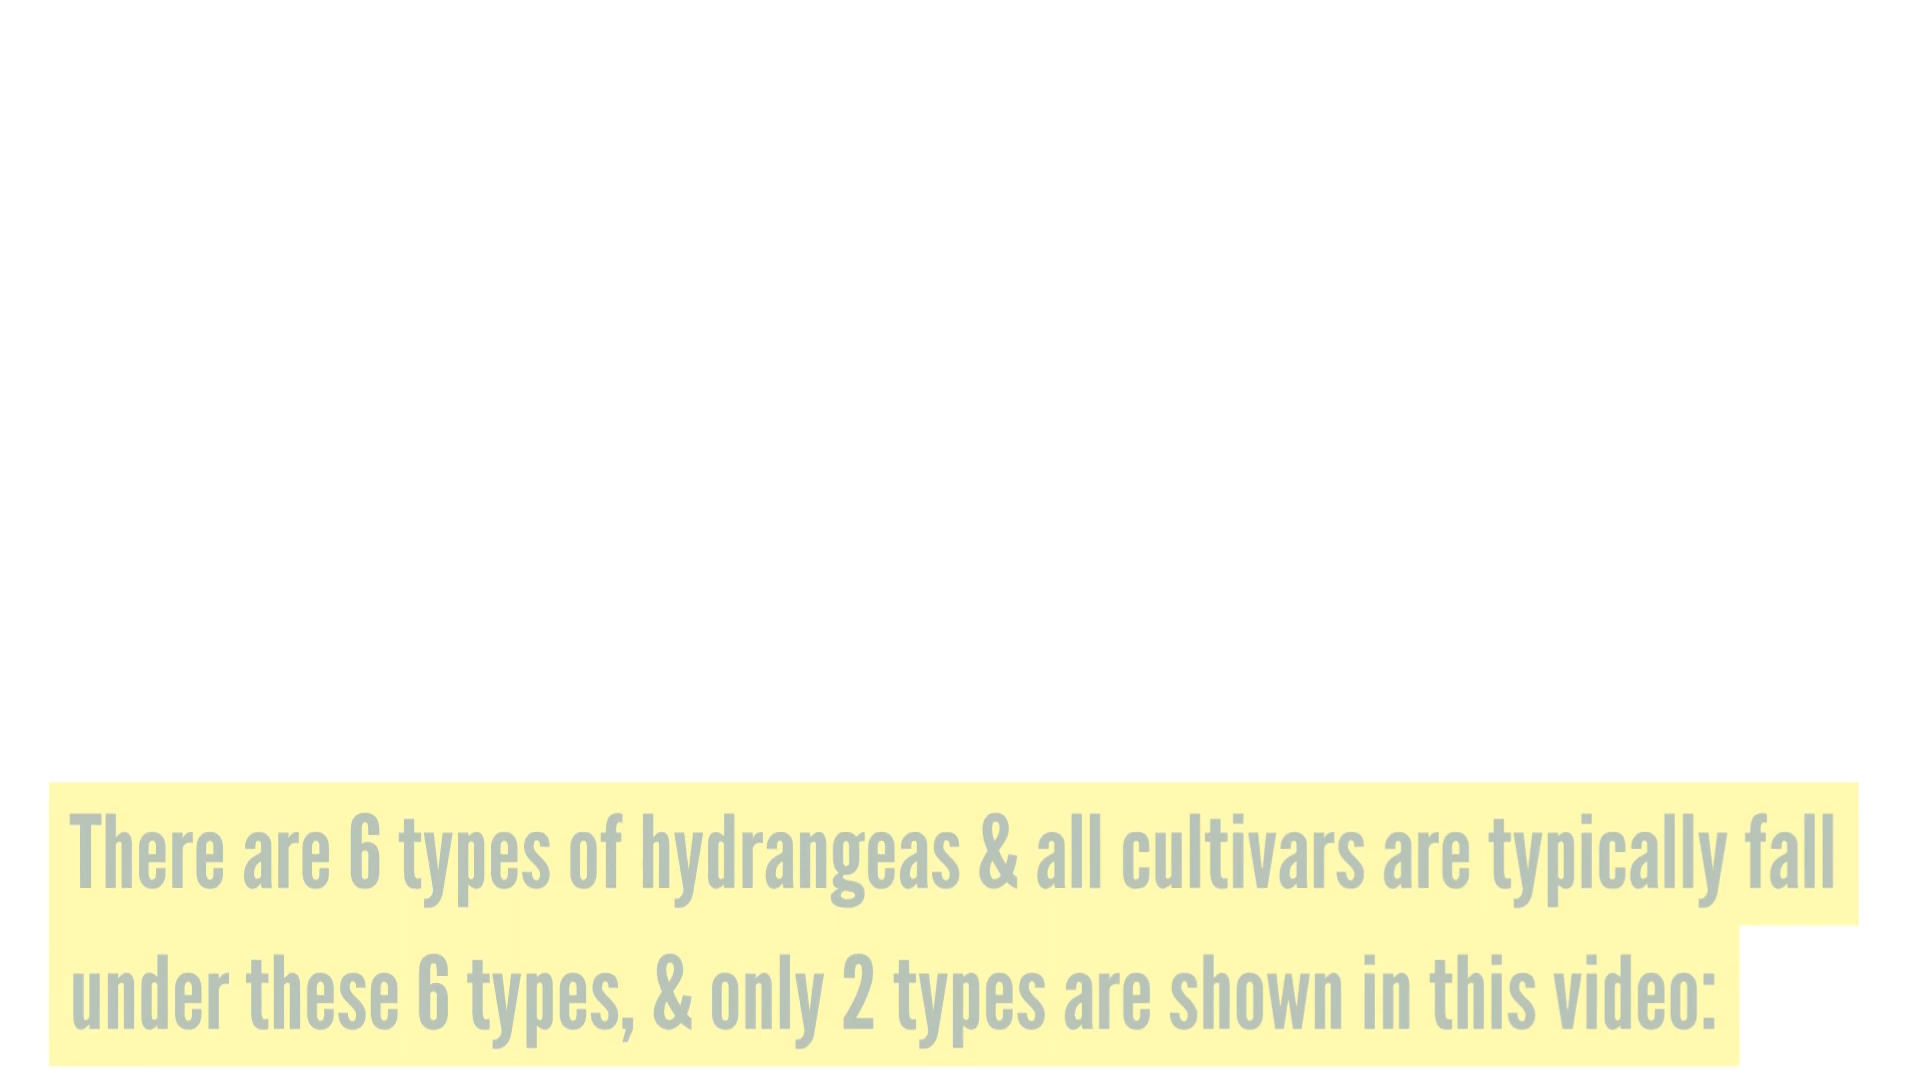 There are 6 types of hydrangeas & all cultivars are typically fall
under these 6 types, & only 2 types are shown in this video: